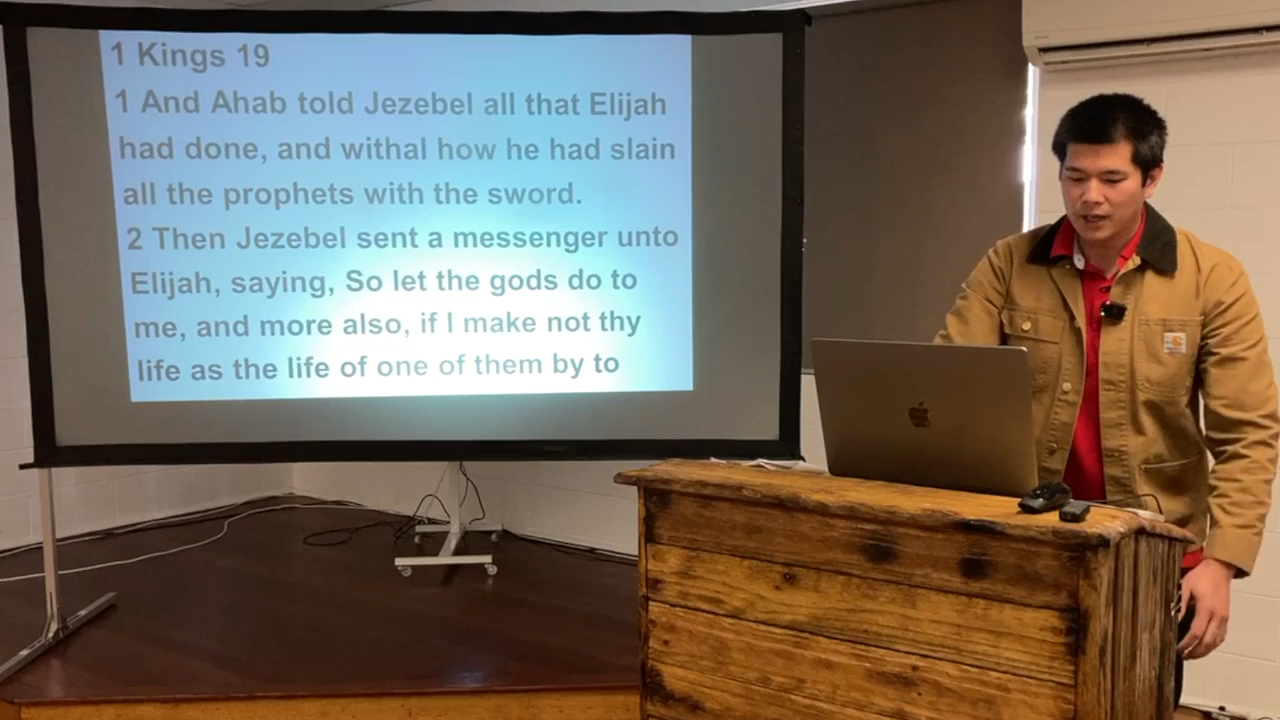 1 Kings 19
1 And Ahab told Jezebel all that Elijah
had done, and withal how he had slain
all the prophets with the sword.
2 Then Jezebel sent a messenger unto
Elijah, saying, So let the gods do to
me, and more also, if I make not thy
life as the life of one of them by to